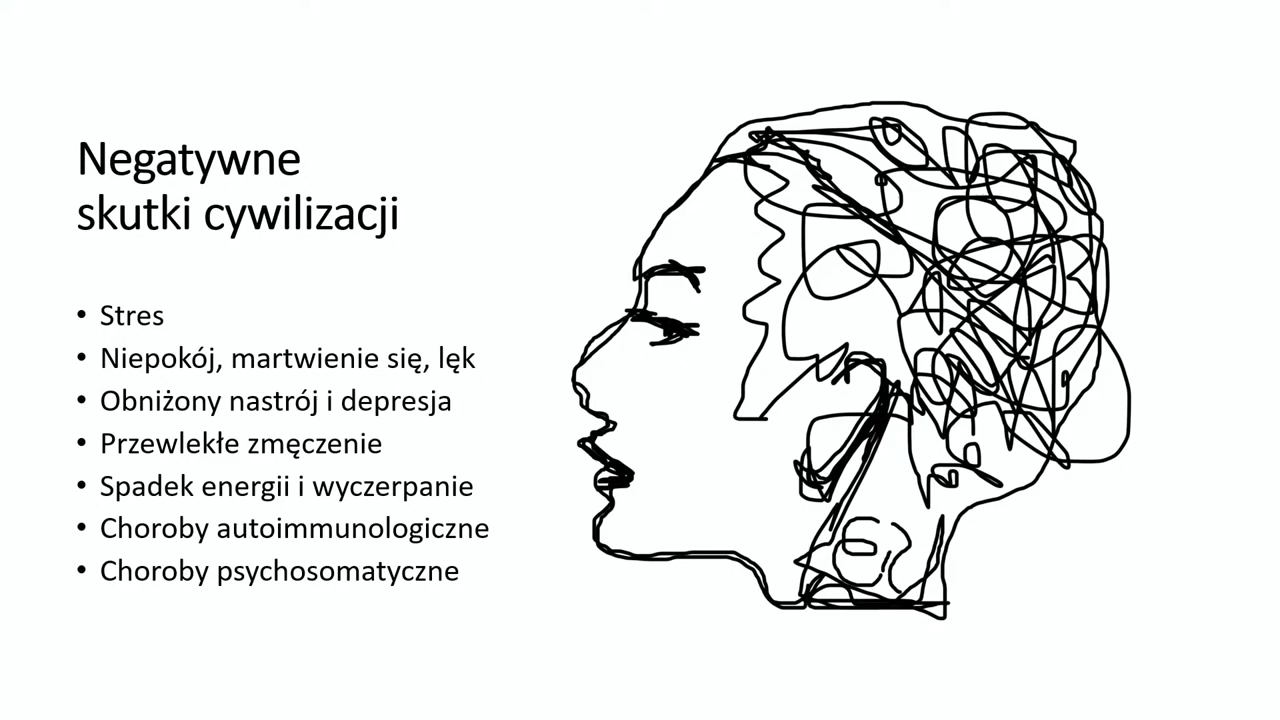 Negatywne
skutki cywilizacji
• Stres
• Niepokój, martwienie się, lęk
• Obniżony nastrój i depresja
• Przewlekłe zmęczenie
• Spadek energii i wyczerpanie
• Choroby autoimmunologiczne
• Choroby psychosomatyczne